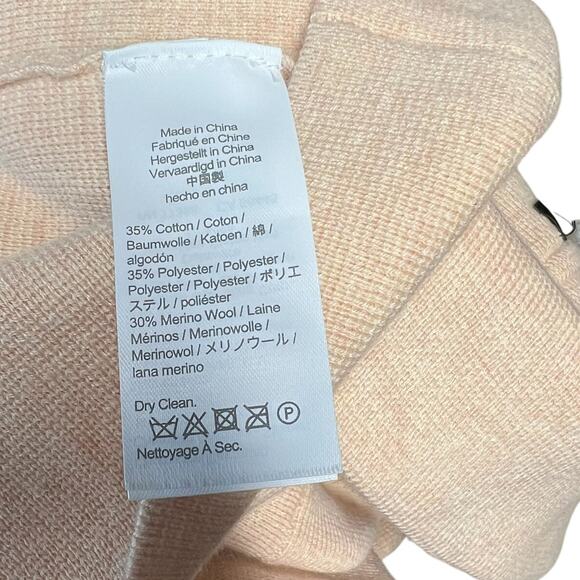 Made in China
Fabriqué en Chine
Hergestellt in China
Vervaardigd in China
中国製
hecho en china
35% Cotton / Coton /
Baumwolle / Katoen / 綿 /
algodón
35% Polyester / Polyester /
Polyester / Polyester / ポリエ
ステル / poliéster
30% Merino Wool / Laine
Mérinos / Merinowolle /
Merinowol / メリノウール /
lana merino
Dry Clean.
P
Nettoyage À Sec.